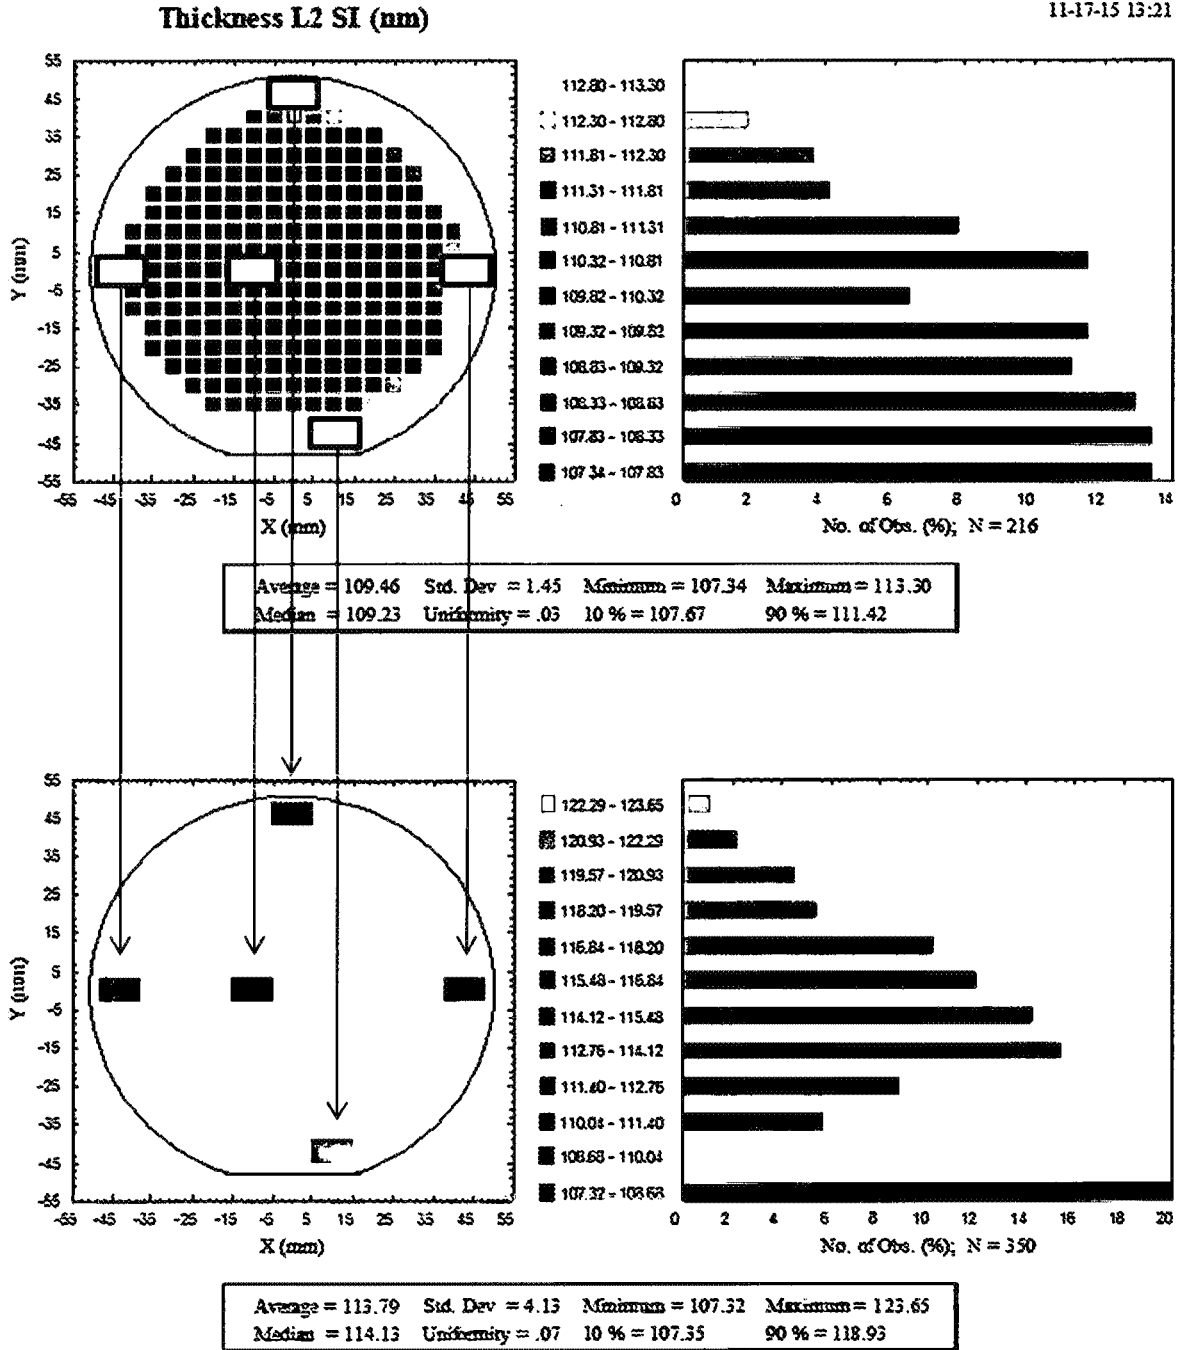 Thickness L2 SI (nm)
11-17-15 13:21
55
45
35
25
15
5
-5
-15
-25
-35
-45
-55
Y (mm)
-55 -45 -35 -25 -15 -5 5 15 25 35 45 55
X (mm)
112.80 - 113.30
112.30 - 112.80
111.81 - 112.30
111.31 - 111.81
110.81 - 111.31
110.32 - 110.81
109.82 - 110.32
109.32 - 109.82
108.83 - 109.32
108.33 - 108.83
107.83 - 108.33
107.34 - 107.83
0 2 4 6 8 10 12 14
No. of Obs. (%); N = 216
Average = 109.46 Std. Dev = 1.45 Minimum = 107.34 Maximum = 113.30
Median = 109.23 Uniformity = .03 10 % = 107.67 90 % = 111.42
55
45
35
25
15
5
-5
-15
-25
-35
-45
-55
Y (mm)
-55 -45 -35 -25 -15 -5 5 15 25 35 45 55
X (mm)
122.29 - 123.65
120.93 - 122.29
119.57 - 120.93
118.20 - 119.57
116.84 - 118.20
115.48 - 116.84
114.12 - 115.48
112.76 - 114.12
111.40 - 112.76
110.04 - 111.40
108.68 - 110.04
107.32 - 108.68
0 2 4 6 8 10 12 14 16 18 20
No. of Obs. (%); N = 350
Average = 113.79 Std. Dev = 4.13 Minimum = 107.32 Maximum = 123.65
Median = 114.13 Uniformity = .07 10 % = 107.35 90 % = 118.93